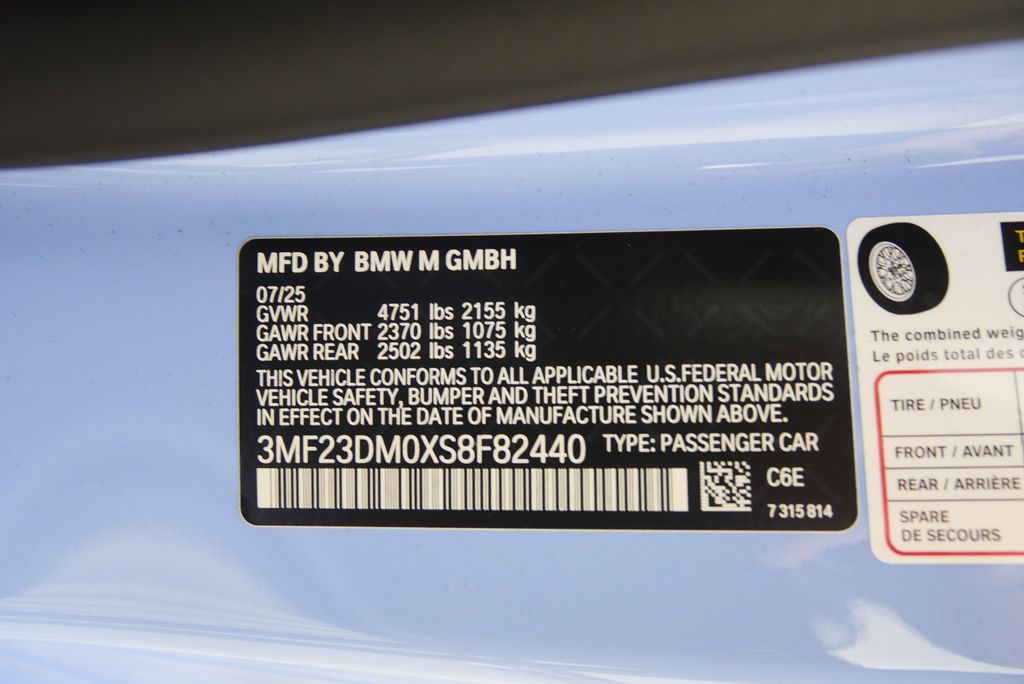 MFD BY BMW M GMBH
07/25
GVWR 4751 lbs 2155 kg
GAWR FRONT 2370 lbs 1075 kg
GAWR REAR 2502 lbs 1135 kg
THIS VEHICLE CONFORMS TO ALL APPLICABLE U.S.FEDERAL MOTOR
VEHICLE SAFETY, BUMPER AND THEFT PREVENTION STANDARDS
IN EFFECT ON THE DATE OF MANUFACTURE SHOWN ABOVE.
3MF23DM0XS8F82440 TYPE: PASSENGER CAR
C6E
7 315 814
The combined
Le poids total des
TIRE / PNEU
FRONT / AVANT
REAR / ARRIÈRE
SPARE
DE SECOURS